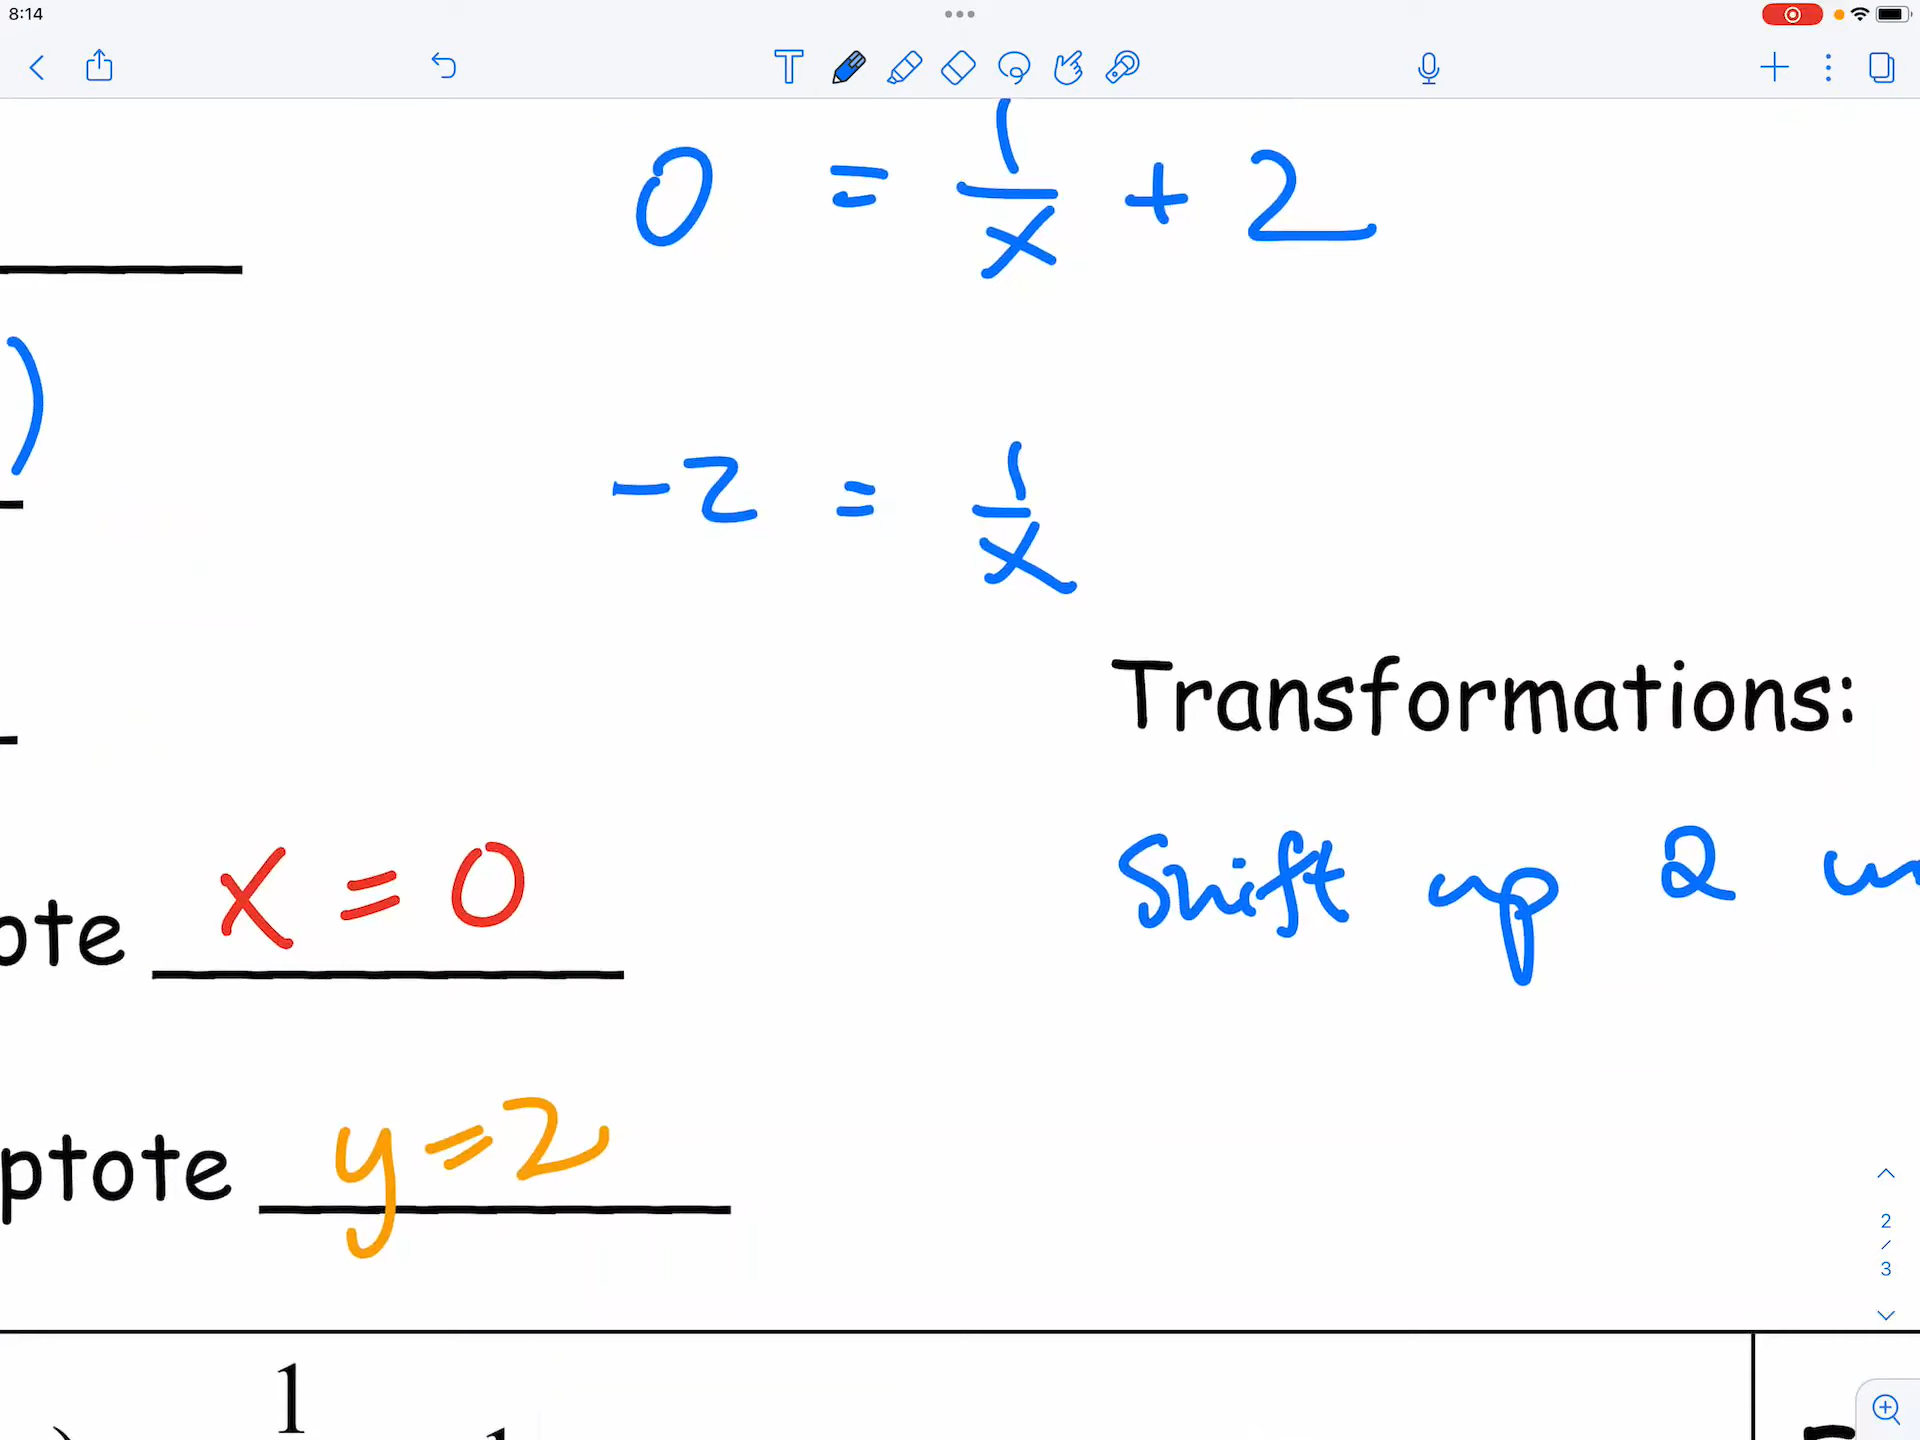 8:14
0 = 1/x + 2
)
-2 = 1/x
Transformations:
Shift up 2
ote x = 0
ptote y = 2
2
/
3
1